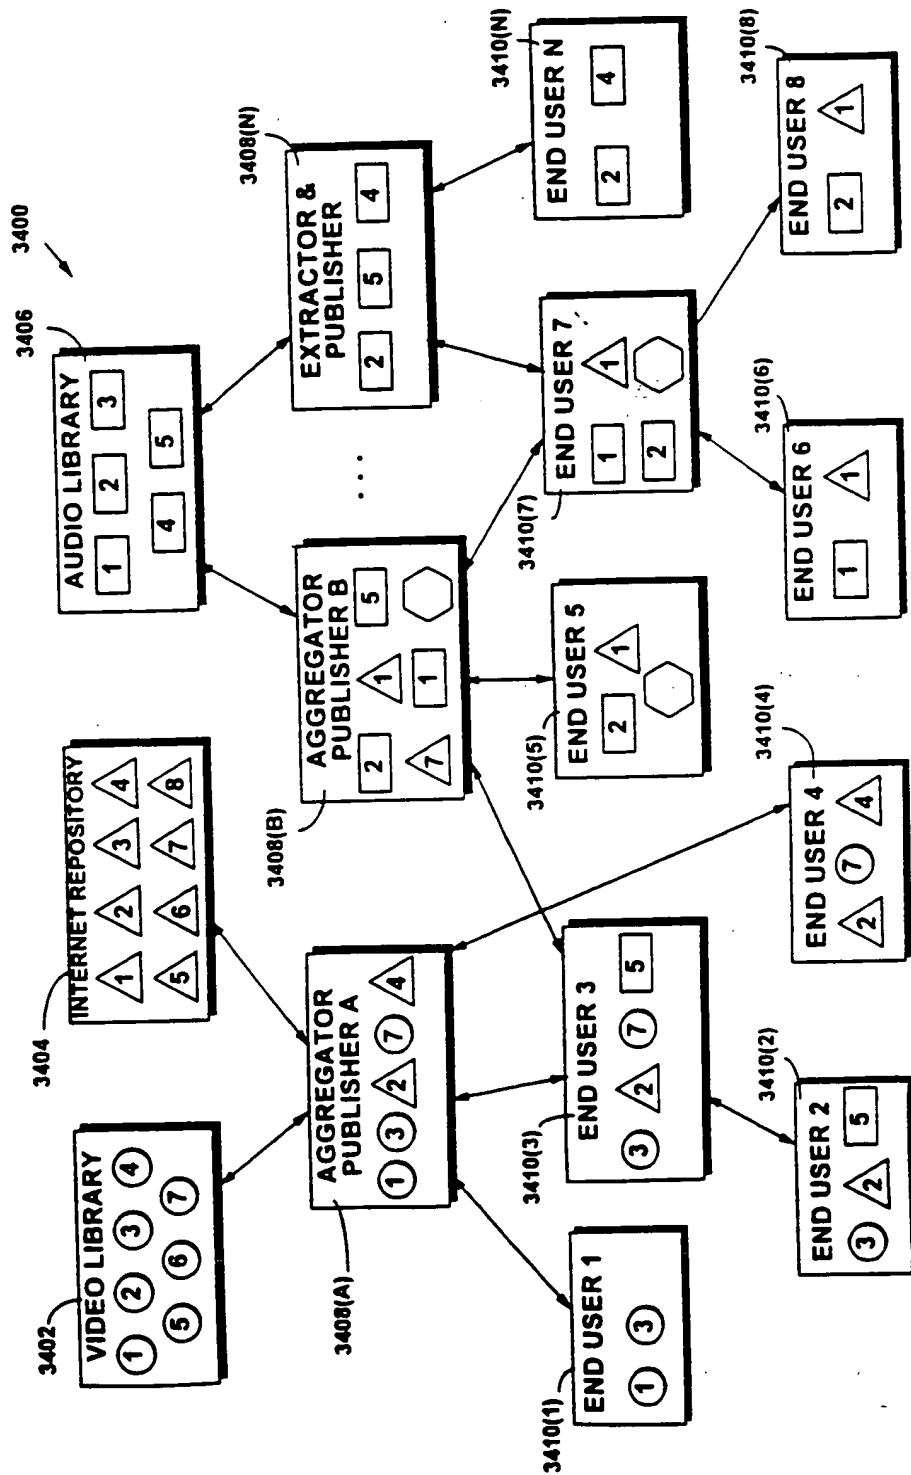 3400
3402
VIDEO LIBRARY
1 2 3 4
5 6 7
3404
INTERNET REPOSITORY
1 2 3 4
5 6 7 8
3406
AUDIO LIBRARY
1 2 3
4 5
3408(A)
AGGREGATOR
PUBLISHER A
1 3 2 7 4
3408(B)
AGGREGATOR
PUBLISHER B
2 1 5
7 1
...
3408(N)
EXTRACTOR &
PUBLISHER
2 5 4
3410(1)
END USER 1
1 3
3410(3)
END USER 3
3 2 7 5
3410(5)
END USER 5
2 1
3410(7)
END USER 7
1 1
2
3410(N)
END USER N
2 4
3410(2)
END USER 2
3 2 5
3410(4)
END USER 4
2 7 4
3410(6)
END USER 6
1 1
3410(8)
END USER 8
2 1